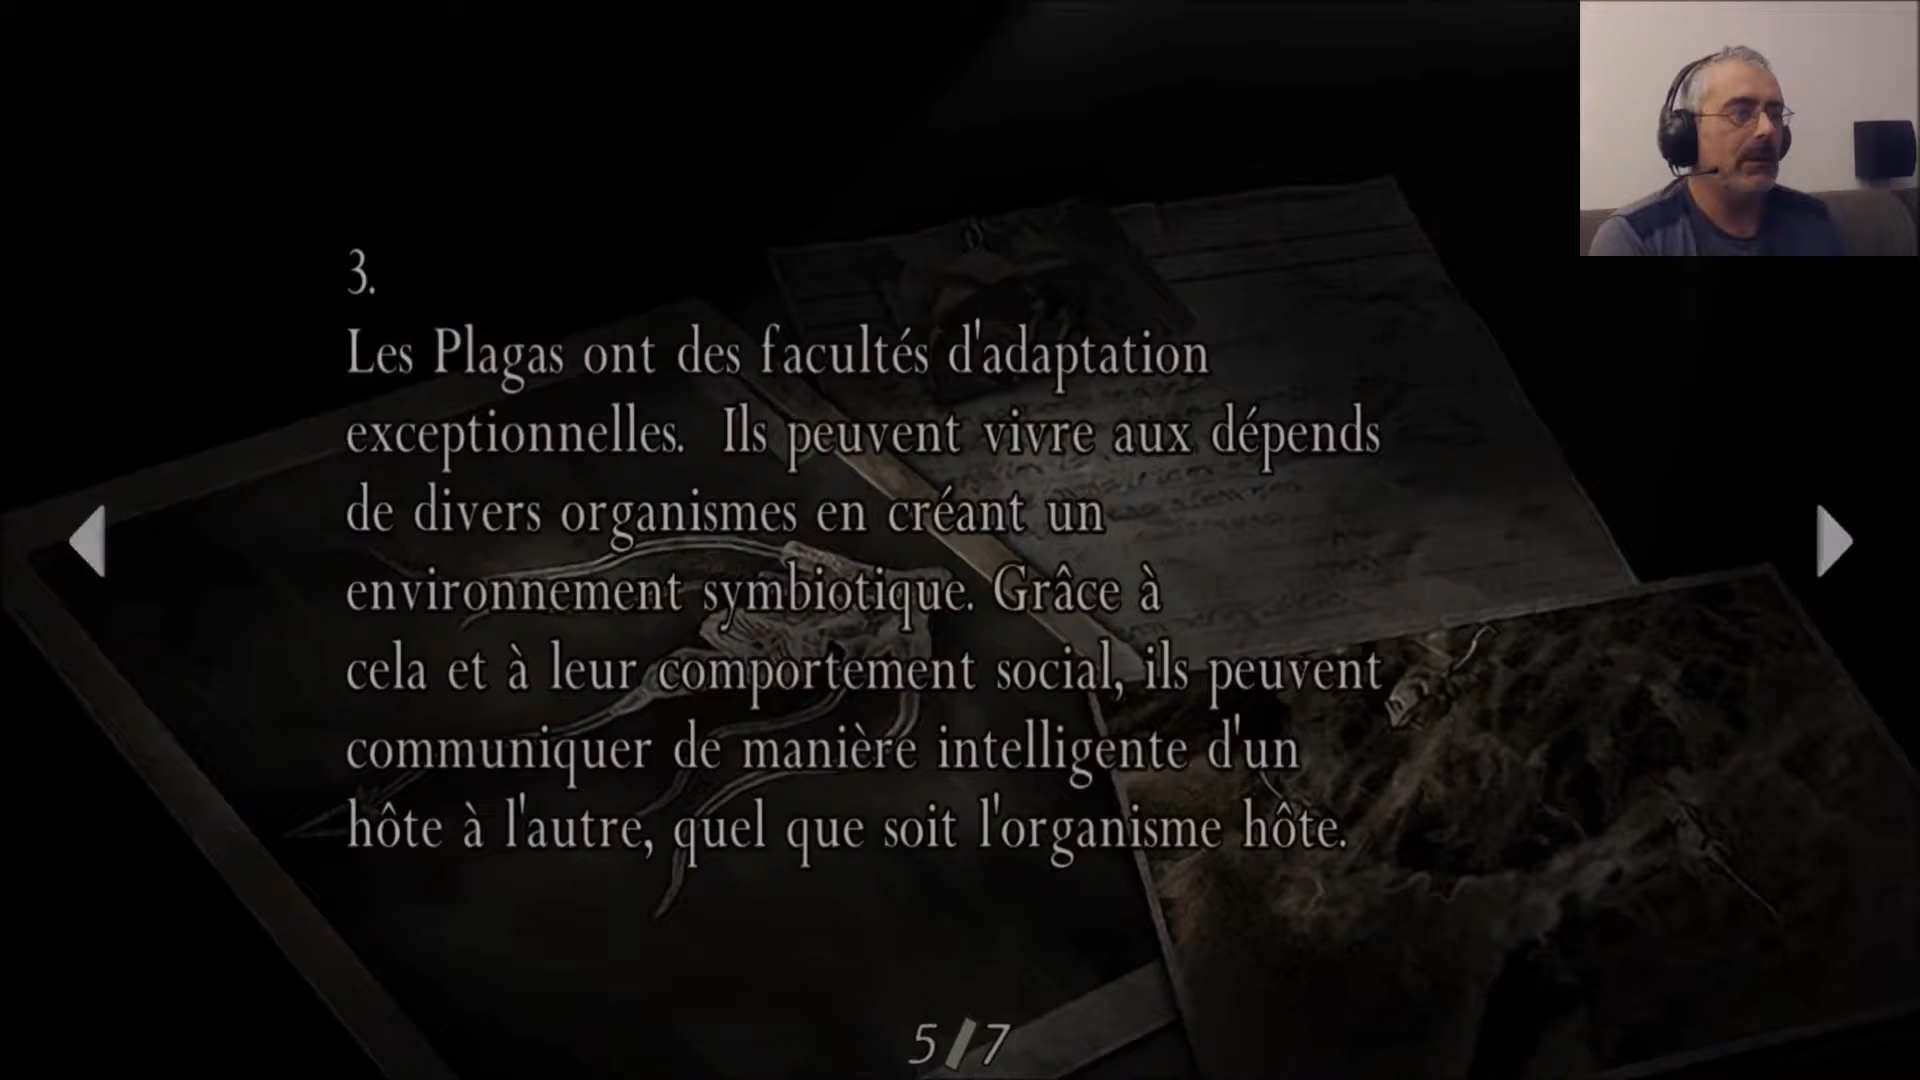 3.
Les Plagas ont des facultés d'adaptation
exceptionnelles.  Ils peuvent vivre aux dépends
de divers organismes en créant un
environnement symbiotique. Grâce à
cela et à leur comportement social, ils peuvent
communiquer de manière intelligente d'un
hôte à l'autre, quel que soit l'organisme hôte.
5/7